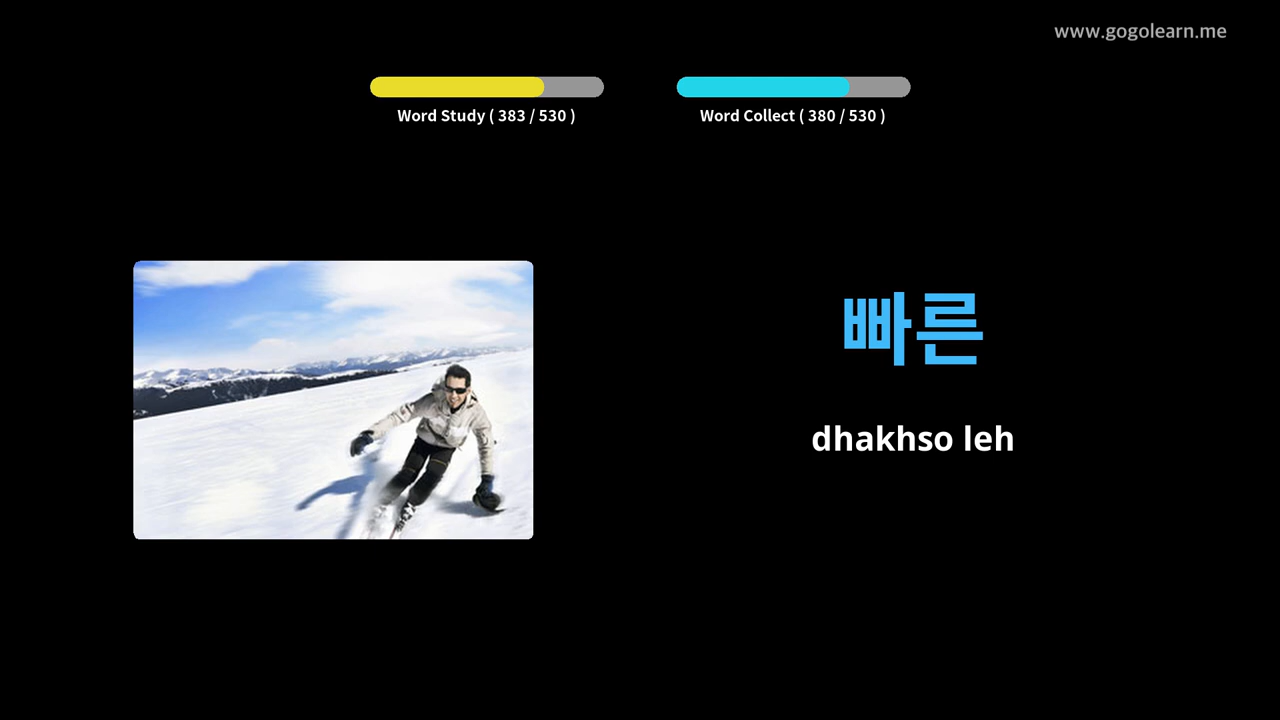 www.gogolearn.me
Word Study ( 383 / 530 )
Word Collect ( 380 / 530 )
빠른
dhakhso leh